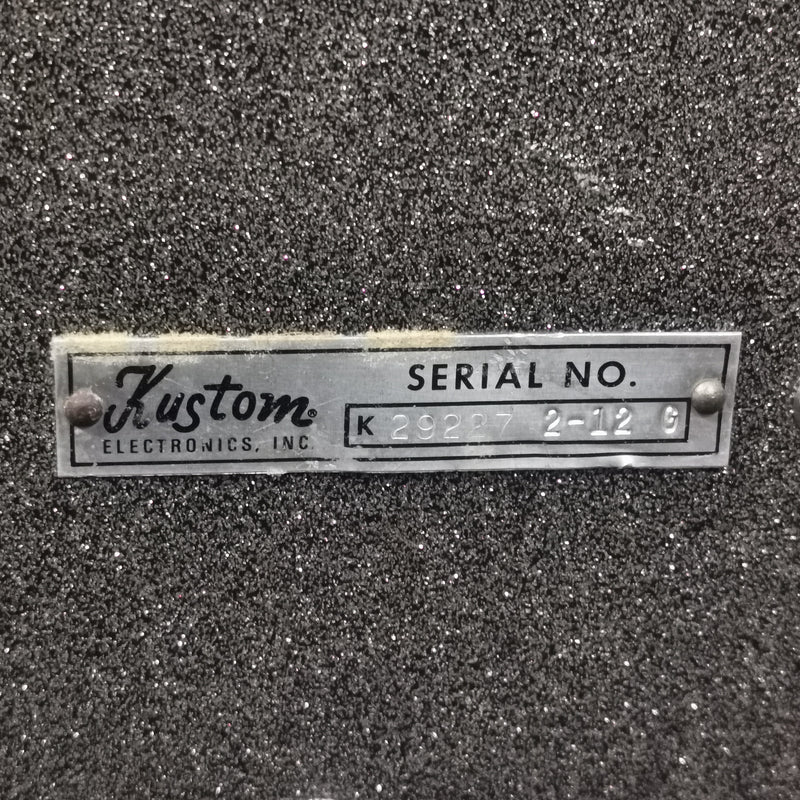 Kustom®
ELECTRONICS, INC.
SERIAL NO.
K 29227 2-12 G